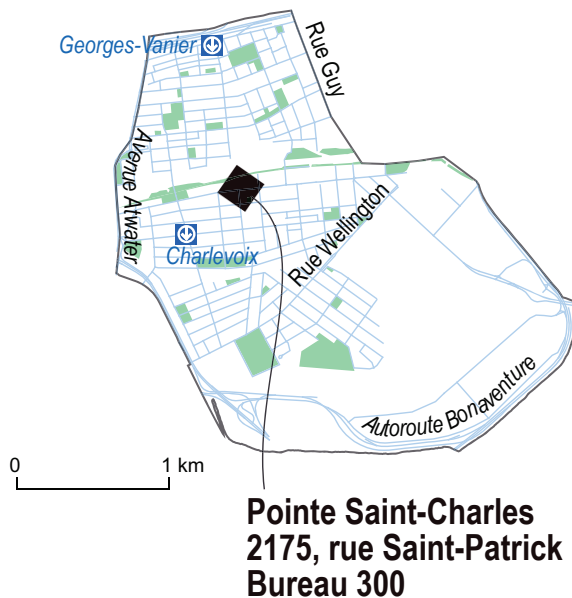 Georges-Vanier
Rue Guy
Avenue Atwater
Rue Wellington
Charlevoix
Autoroute Bonaventure
0 1 km
Pointe Saint-Charles
2175, rue Saint-Patrick
Bureau 300